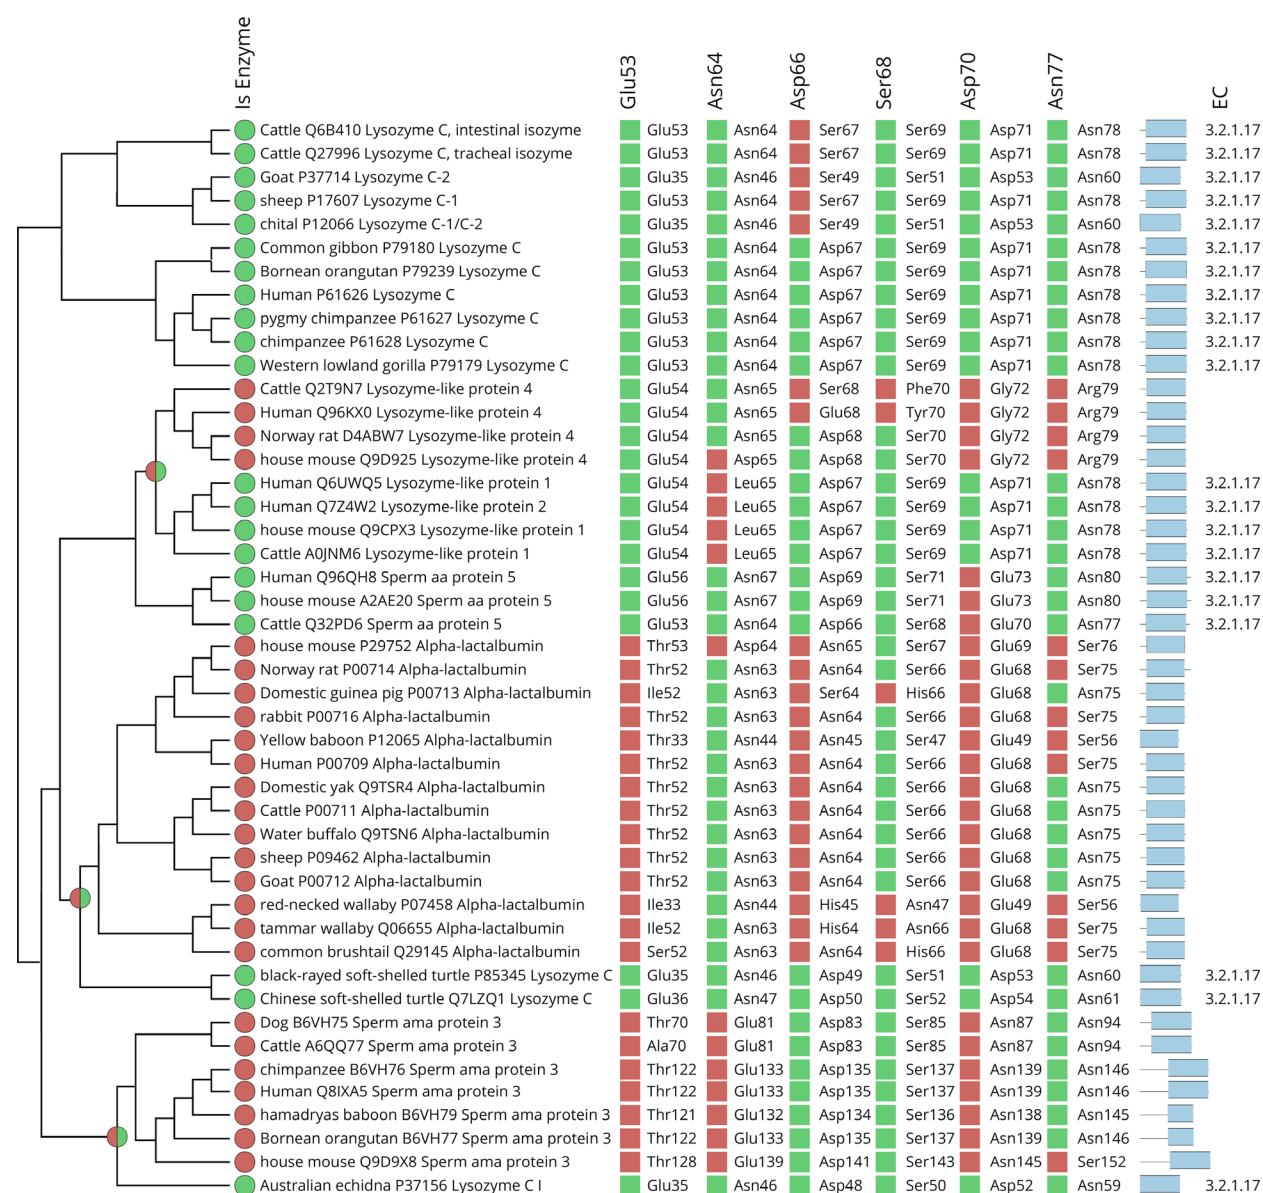 Is Enzyme Glu53 Asn64 Asp66 Ser68 Asp70 Asn77 EC
Cattle Q6B410 Lysozyme C, intestinal isozyme Glu53 Asn64 Ser67 Ser69 Asp71 Asn78 3.2.1.17
Cattle Q27996 Lysozyme C, tracheal isozyme Glu53 Asn64 Ser67 Ser69 Asp71 Asn78 3.2.1.17
Goat P37714 Lysozyme C-2 Glu35 Asn46 Ser49 Ser51 Asp53 Asn60 3.2.1.17
sheep P17607 Lysozyme C-1 Glu53 Asn64 Ser67 Ser69 Asp71 Asn78 3.2.1.17
chital P12066 Lysozyme C-1/C-2 Glu35 Asn46 Ser49 Ser51 Asp53 Asn60 3.2.1.17
Common gibbon P79180 Lysozyme C Glu53 Asn64 Asp67 Ser69 Asp71 Asn78 3.2.1.17
Bornean orangutan P79239 Lysozyme C Glu53 Asn64 Asp67 Ser69 Asp71 Asn78 3.2.1.17
Human P61626 Lysozyme C Glu53 Asn64 Asp67 Ser69 Asp71 Asn78 3.2.1.17
pygmy chimpanzee P61627 Lysozyme C Glu53 Asn64 Asp67 Ser69 Asp71 Asn78 3.2.1.17
chimpanzee P61628 Lysozyme C Glu53 Asn64 Asp67 Ser69 Asp71 Asn78 3.2.1.17
Western lowland gorilla P79179 Lysozyme C Glu53 Asn64 Asp67 Ser69 Asp71 Asn78 3.2.1.17
Cattle Q2T9N7 Lysozyme-like protein 4 Glu54 Asn65 Ser68 Phe70 Gly72 Arg79
Human Q96KX0 Lysozyme-like protein 4 Glu54 Asn65 Glu68 Tyr70 Gly72 Arg79
Norway rat D4ABW7 Lysozyme-like protein 4 Glu54 Asn65 Asp68 Ser70 Gly72 Arg79
house mouse Q9D925 Lysozyme-like protein 4 Glu54 Asp65 Asp68 Ser70 Gly72 Arg79
Human Q6UWQ5 Lysozyme-like protein 1 Glu54 Leu65 Asp67 Ser69 Asp71 Asn78 3.2.1.17
Human Q7Z4W2 Lysozyme-like protein 2 Glu54 Leu65 Asp67 Ser69 Asp71 Asn78 3.2.1.17
house mouse Q9CPX3 Lysozyme-like protein 1 Glu54 Leu65 Asp67 Ser69 Asp71 Asn78 3.2.1.17
Cattle A0JNM6 Lysozyme-like protein 1 Glu54 Leu65 Asp67 Ser69 Asp71 Asn78 3.2.1.17
Human Q96QH8 Sperm aa protein 5 Glu56 Asn67 Asp69 Ser71 Glu73 Asn80 3.2.1.17
house mouse A2AE20 Sperm aa protein 5 Glu56 Asn67 Asp69 Ser71 Glu73 Asn80 3.2.1.17
Cattle Q32PD6 Sperm aa protein 5 Glu53 Asn64 Asp66 Ser68 Glu70 Asn77 3.2.1.17
house mouse P29752 Alpha-lactalbumin Thr53 Asp64 Asn65 Ser67 Glu69 Ser76
Norway rat P00714 Alpha-lactalbumin Thr52 Asn63 Asn64 Ser66 Glu68 Ser75
Domestic guinea pig P00713 Alpha-lactalbumin Ile52 Asn63 Ser64 His66 Glu68 Asn75
rabbit P00716 Alpha-lactalbumin Thr52 Asn63 Asn64 Ser66 Glu68 Ser75
Yellow baboon P12065 Alpha-lactalbumin Thr33 Asn44 Asn45 Ser47 Glu49 Ser56
Human P00709 Alpha-lactalbumin Thr52 Asn63 Asn64 Ser66 Glu68 Ser75
Domestic yak Q9TSR4 Alpha-lactalbumin Thr52 Asn63 Asn64 Ser66 Glu68 Asn75
Cattle P00711 Alpha-lactalbumin Thr52 Asn63 Asn64 Ser66 Glu68 Asn75
Water buffalo Q9TSN6 Alpha-lactalbumin Thr52 Asn63 Asn64 Ser66 Glu68 Asn75
sheep P09462 Alpha-lactalbumin Thr52 Asn63 Asn64 Ser66 Glu68 Asn75
Goat P00712 Alpha-lactalbumin Thr52 Asn63 Asn64 Ser66 Glu68 Asn75
red-necked wallaby P07458 Alpha-lactalbumin Ile33 Asn44 His45 Asn47 Glu49 Ser56
tammar wallaby Q06655 Alpha-lactalbumin Ile52 Asn63 His64 Asn66 Glu68 Ser75
common brushtail Q29145 Alpha-lactalbumin Ser52 Asn63 Asn64 His66 Glu68 Ser75
black-rayed soft-shelled turtle P85345 Lysozyme C Glu35 Asn46 Asp49 Ser51 Asp53 Asn60 3.2.1.17
Chinese soft-shelled turtle Q7LZQ1 Lysozyme C Glu36 Asn47 Asp50 Ser52 Asp54 Asn61 3.2.1.17
Dog B6VH75 Sperm ama protein 3 Thr70 Glu81 Asp83 Ser85 Asn87 Asn94
Cattle A6QQ77 Sperm ama protein 3 Ala70 Glu81 Asp83 Ser85 Asn87 Asn94
chimpanzee B6VH76 Sperm ama protein 3 Thr122 Glu133 Asp135 Ser137 Asn139 Asn146
Human Q8IXA5 Sperm ama protein 3 Thr122 Glu133 Asp135 Ser137 Asn139 Asn146
hamadryas baboon B6VH79 Sperm ama protein 3 Thr121 Glu132 Asp134 Ser136 Asn138 Asn145
Bornean orangutan B6VH77 Sperm ama protein 3 Thr122 Glu133 Asp135 Ser137 Asn139 Asn146
house mouse Q9D9X8 Sperm ama protein 3 Thr128 Glu139 Asp141 Ser143 Asn145 Ser152
Australian echidna P37156 Lysozyme C I Glu35 Asn46 Asp48 Ser50 Asp52 Asn59 3.2.1.17